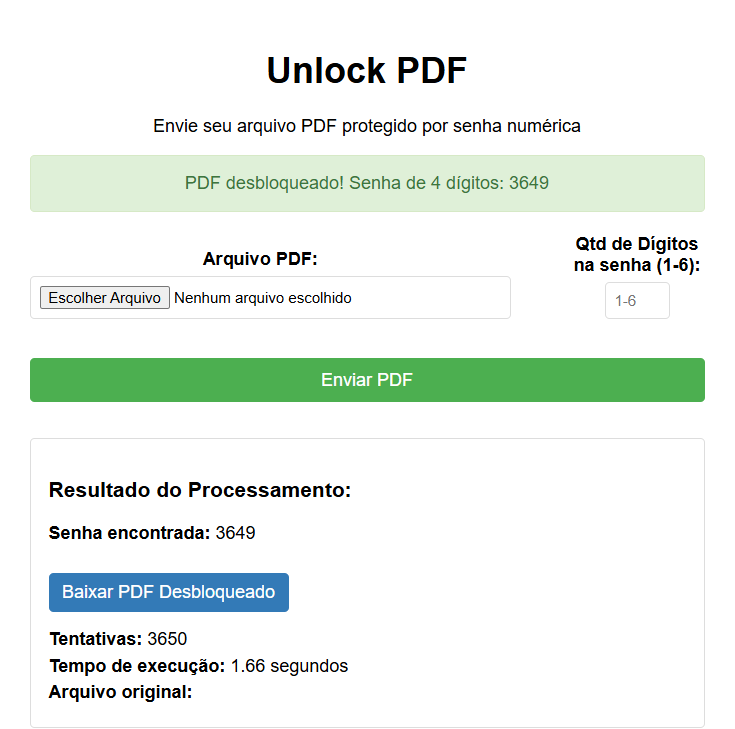 Unlock PDF
Envie seu arquivo PDF protegido por senha numérica
PDF desbloqueado! Senha de 4 dígitos: 3649
Arquivo PDF:
Escolher Arquivo Nenhum arquivo escolhido
Qtd de Dígitos
na senha (1-6):
1-6
Enviar PDF
Resultado do Processamento:
Senha encontrada: 3649
Baixar PDF Desbloqueado
Tentativas: 3650
Tempo de execução: 1.66 segundos
Arquivo original: